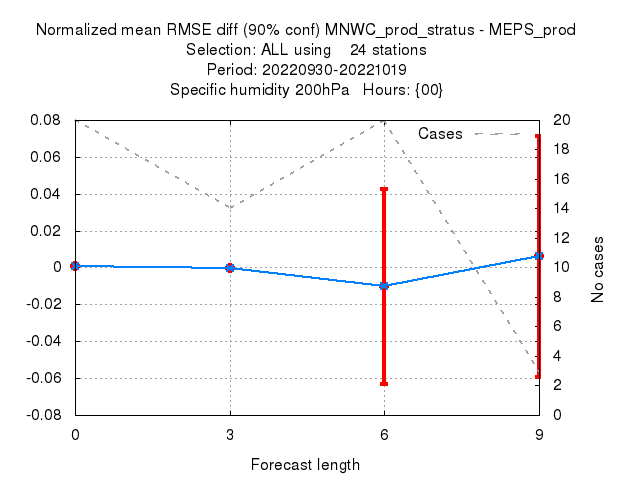 Normalized mean RMSE diff (90% conf) MNWC_prod_stratus - MEPS_prod
Selection: ALL using 24 stations
Period: 20220930-20221019
Specific humidity 200hPa Hours: {00}
Cases
0.08
0.06
0.04
0.02
0
-0.02
-0.04
-0.06
-0.08
20
18
16
14
12
10
8
6
4
2
0
No cases
0 3 6 9
Forecast length